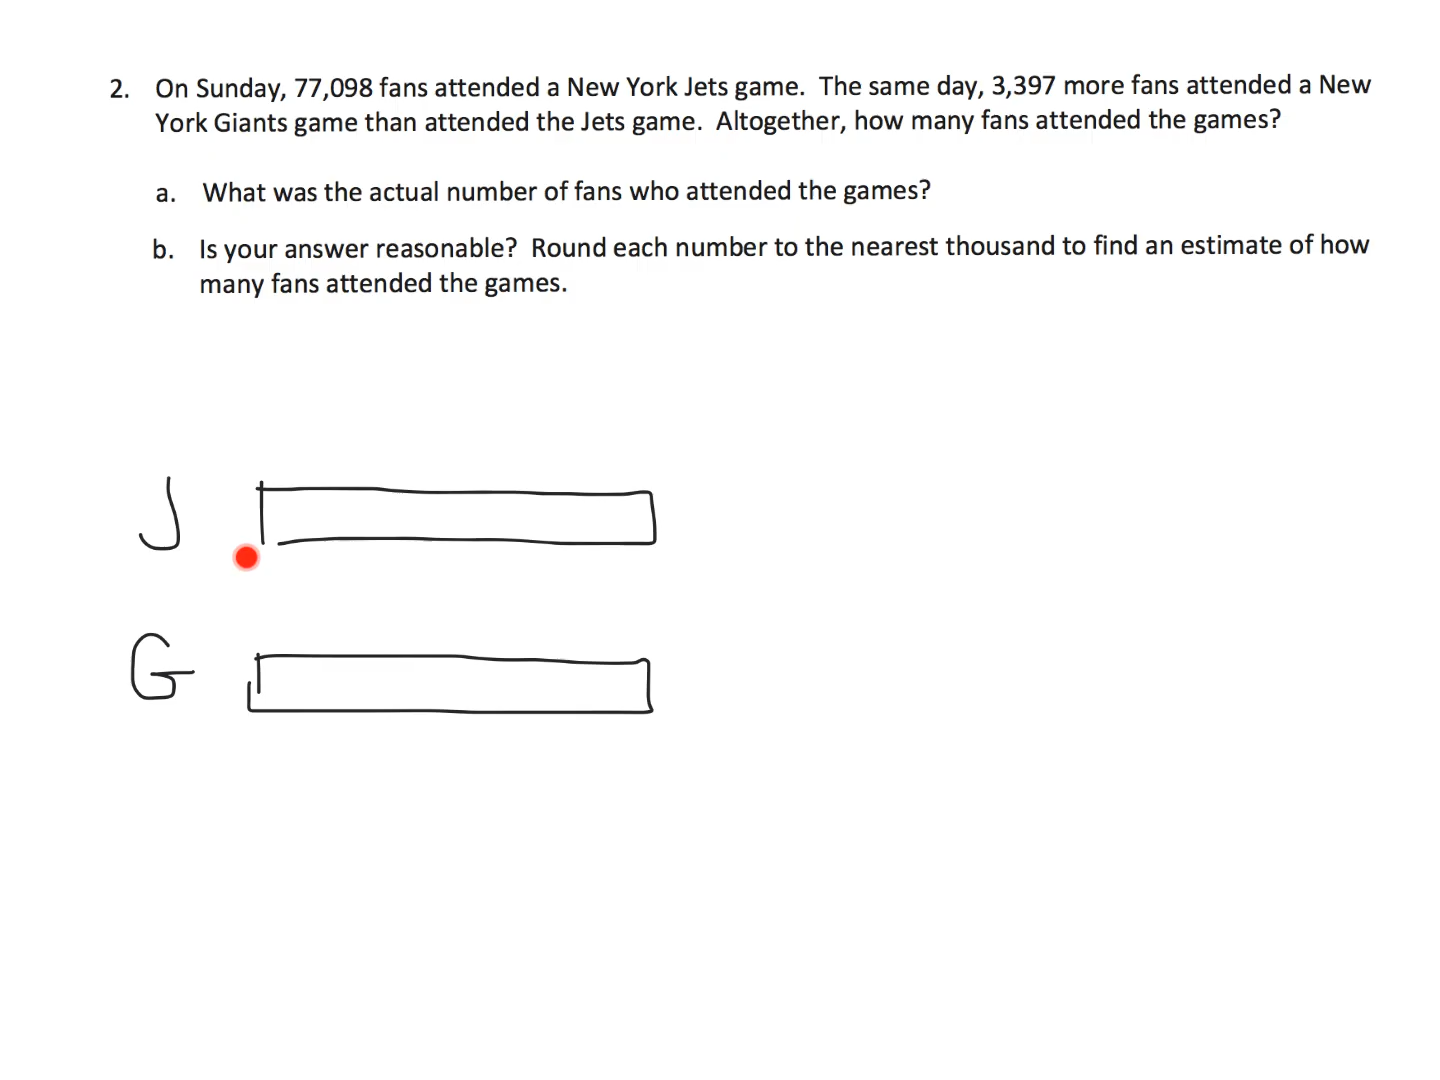 2. On Sunday, 77,098 fans attended a New York Jets game. The same day, 3,397 more fans attended a New
York Giants game than attended the Jets game. Altogether, how many fans attended the games?
a. What was the actual number of fans who attended the games?
b. Is your answer reasonable? Round each number to the nearest thousand to find an estimate of how
many fans attended the games.
J
G